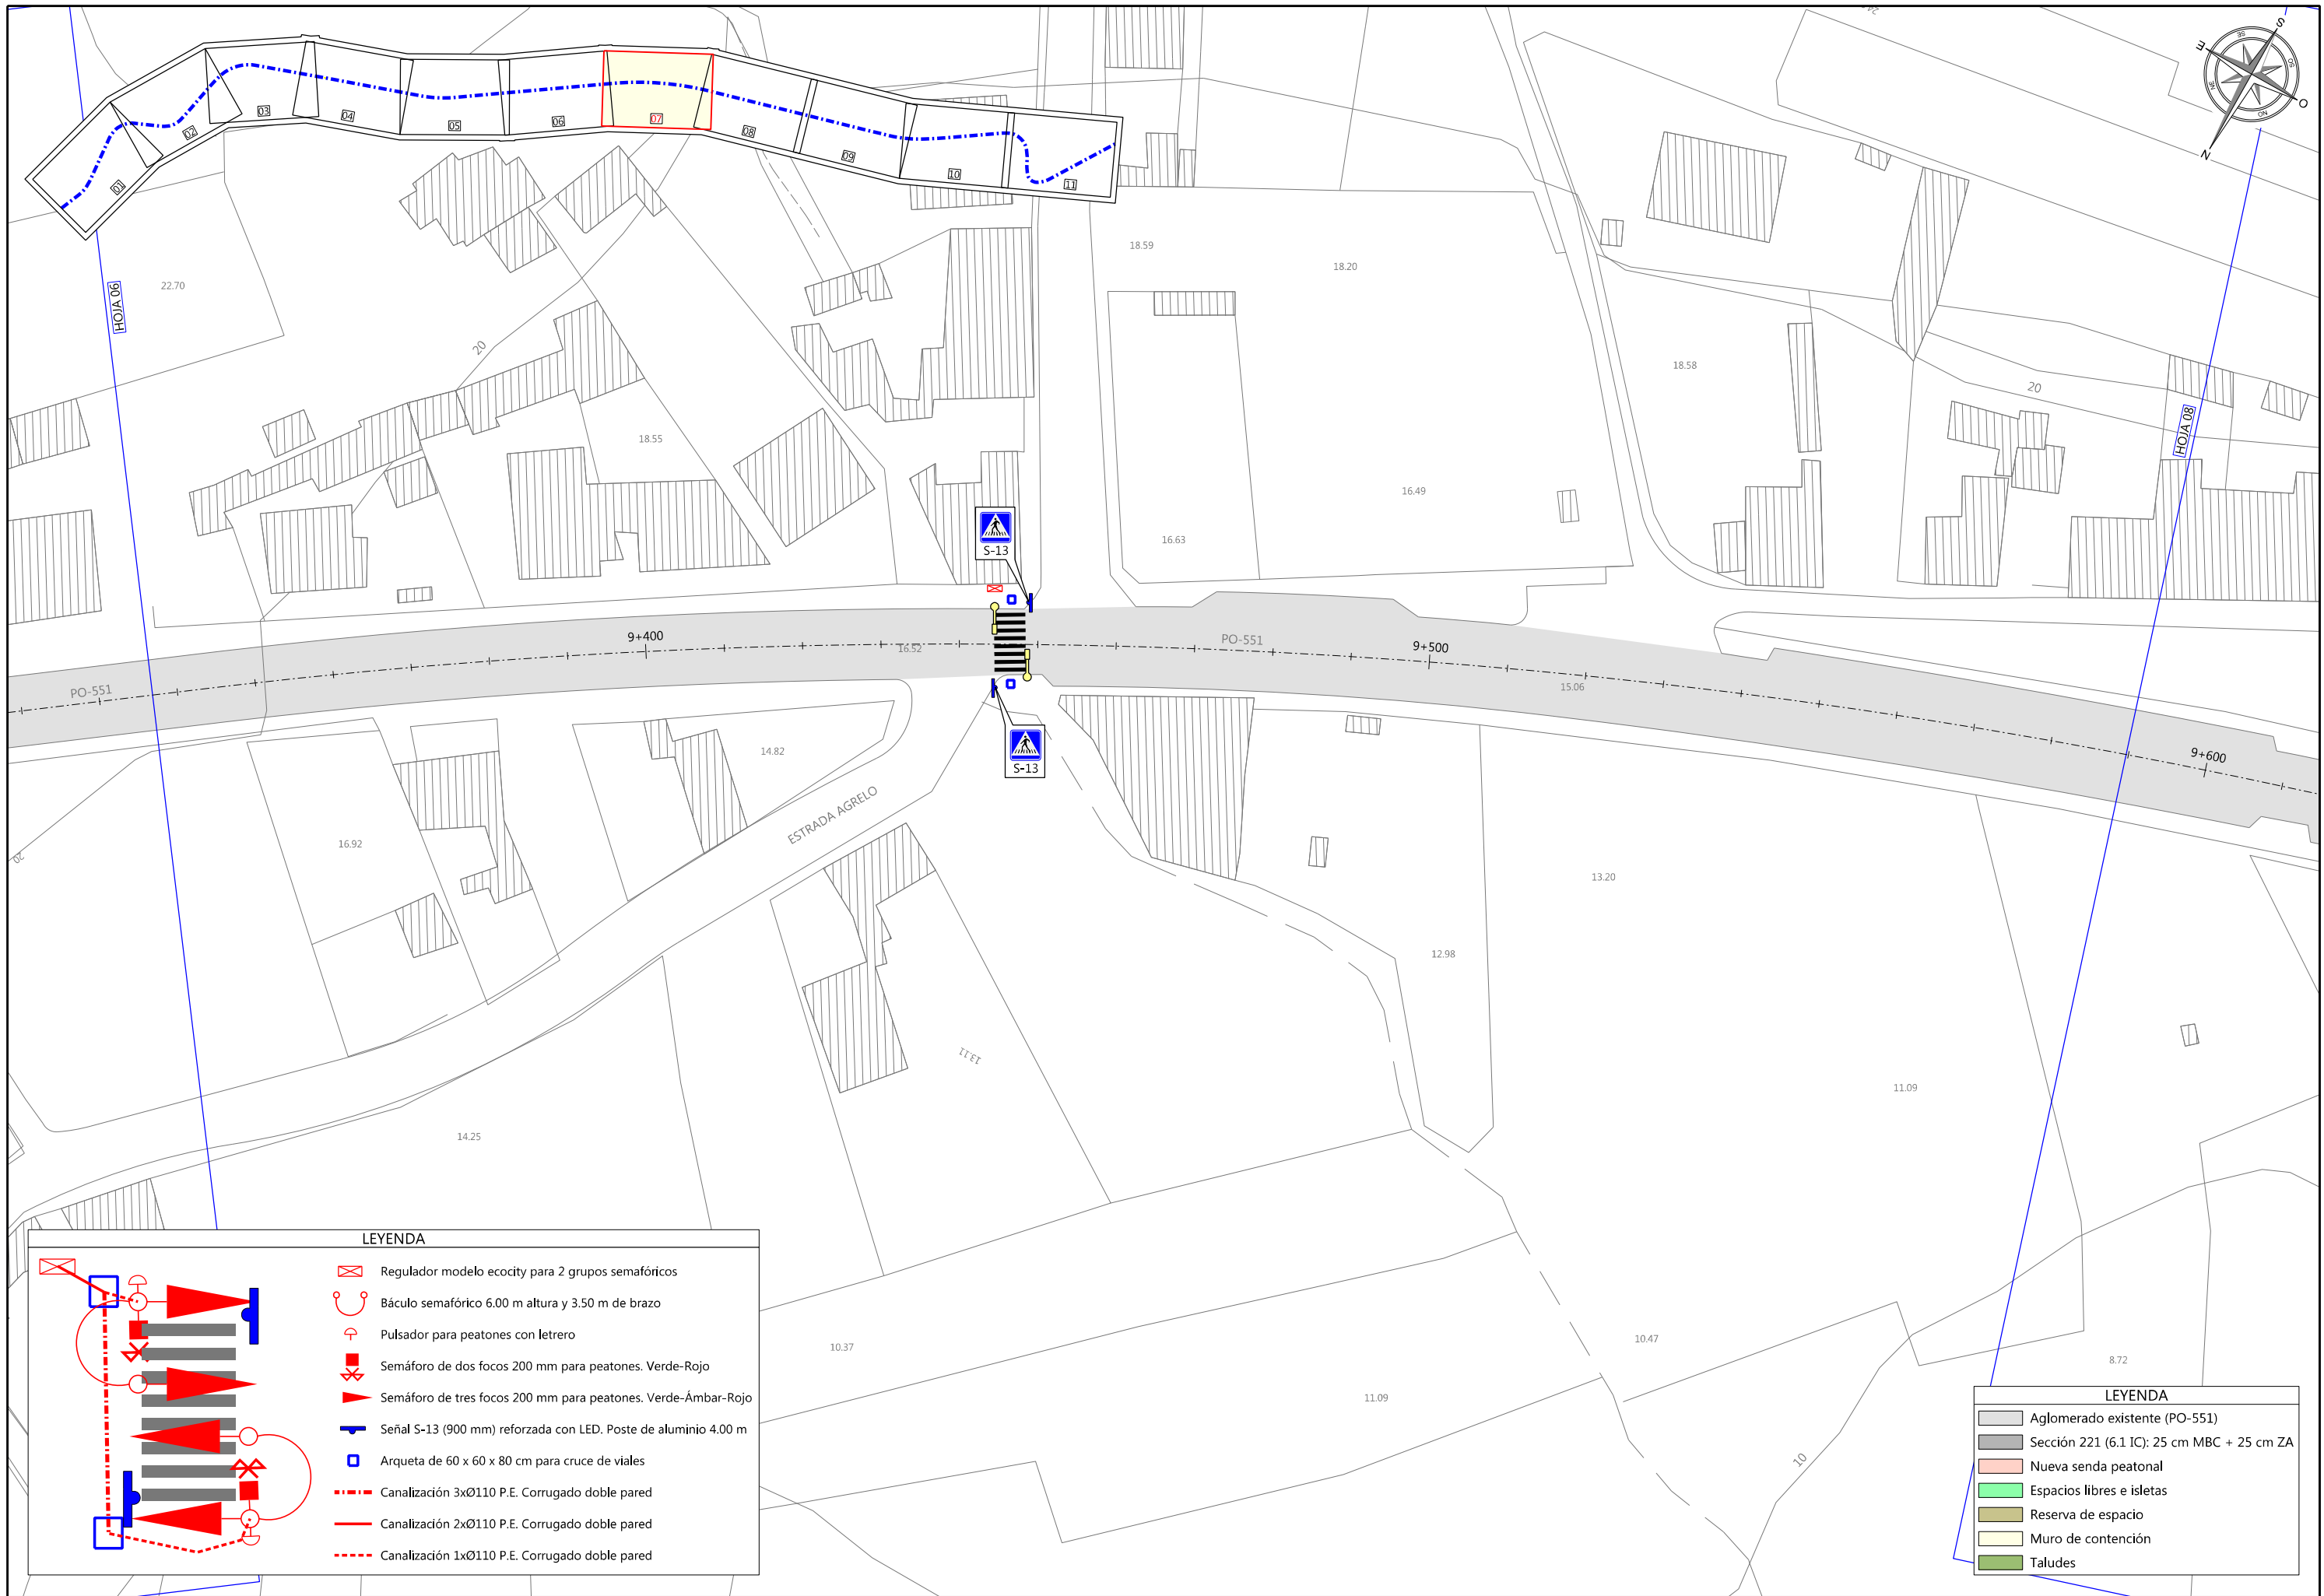 24
S
SE
E
SO
NE
O
NO
N
01
02
03
04
05
06
07
08
09
10
11
HOJA 06
22.70
20
18.55
18.59
18.20
18.58
20
HOJA 08
16.49
16.63
S-13
9+400
16.52
PO-551
9+500
PO-551
15.06
9+600
S-13
14.82
ESTRADA AGRELO
16.92
20
13.20
12.98
13.11
11.09
14.25
10.37
10.47
8.72
11.09
10
LEYENDA
Regulador modelo ecocity para 2 grupos semafóricos
Báculo semafórico 6.00 m altura y 3.50 m de brazo
Pulsador para peatones con letrero
Semáforo de dos focos 200 mm para peatones. Verde-Rojo
Semáforo de tres focos 200 mm para peatones. Verde-Ámbar-Rojo
Señal S-13 (900 mm) reforzada con LED. Poste de aluminio 4.00 m
Arqueta de 60 x 60 x 80 cm para cruce de viales
Canalización 3xØ110 P.E. Corrugado doble pared
Canalización 2xØ110 P.E. Corrugado doble pared
Canalización 1xØ110 P.E. Corrugado doble pared
LEYENDA
Aglomerado existente (PO-551)
Sección 221 (6.1 IC): 25 cm MBC + 25 cm ZA
Nueva senda peatonal
Espacios libres e isletas
Reserva de espacio
Muro de contención
Taludes